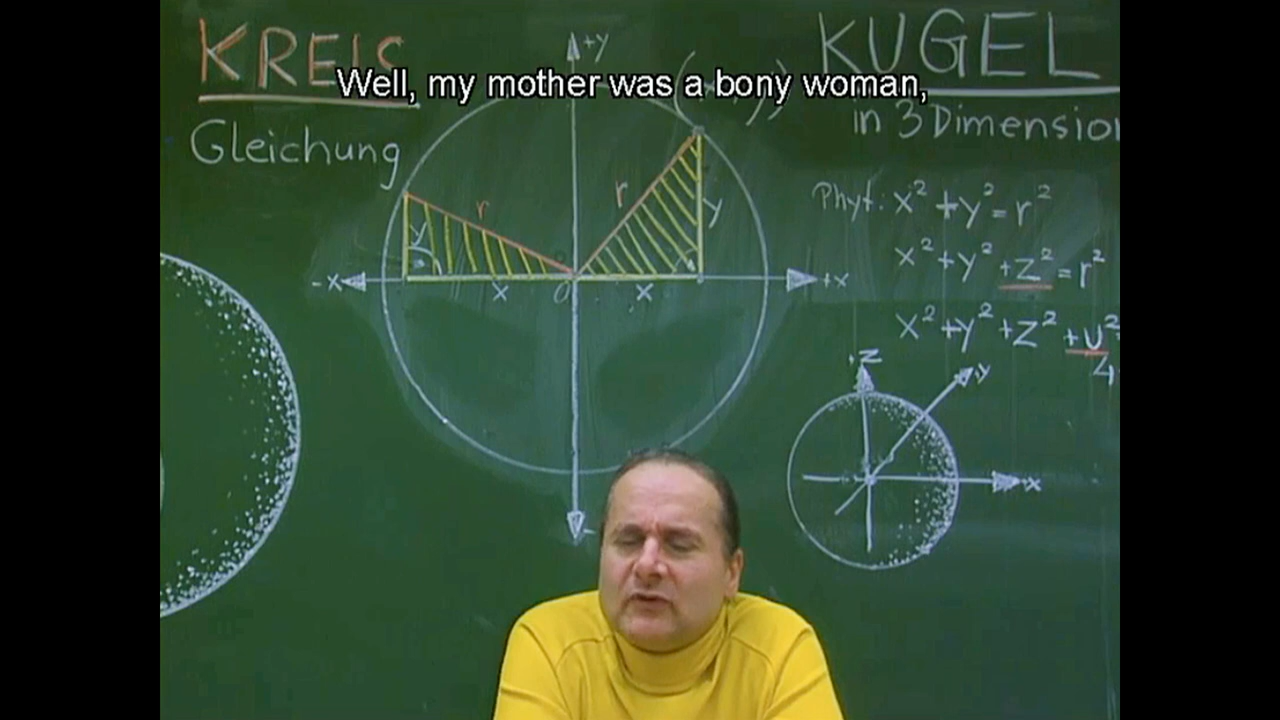 KREIS
Gleichung
Well, my mother was a bony woman,
KUGEL
in 3 Dimension
Phyt: x² + y² = r²
x² + y² + z² = r²
x² + y² + z² + u²
4
+y
r
r
y
y
-x
x
0
x
+x
+z
y
x